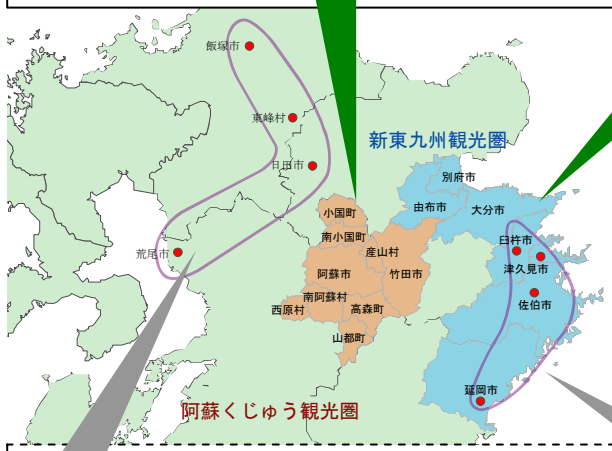 飯塚市
東峰村
日田市
荒尾市
新東九州観光圏
別府市
由布市
大分市
臼杵市
津久見市
佐伯市
延岡市
小国町
南小国町
産山村
阿蘇市
竹田市
南阿蘇村
西原村
高森町
山都町
阿蘇くじゅう観光圏